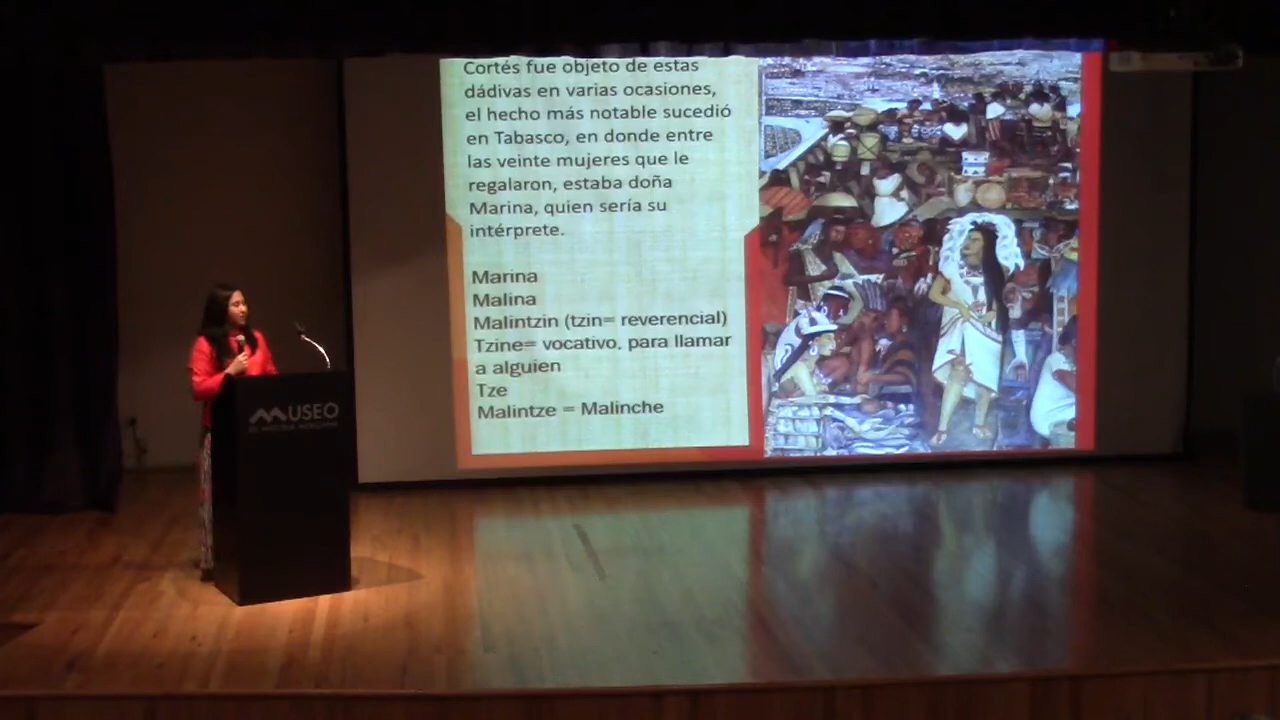 Cortés fue objeto de estas
dádivas en varias ocasiones,
el hecho más notable sucedió
en Tabasco, en donde entre
las veinte mujeres que le
regalaron, estaba doña
Marina, quien sería su
intérprete.
Marina
Malina
Malintzin (tzin= reverencial)
Tzine= vocativo, para llamar
a alguien
Tze
Malintze = Malinche
MUSEO